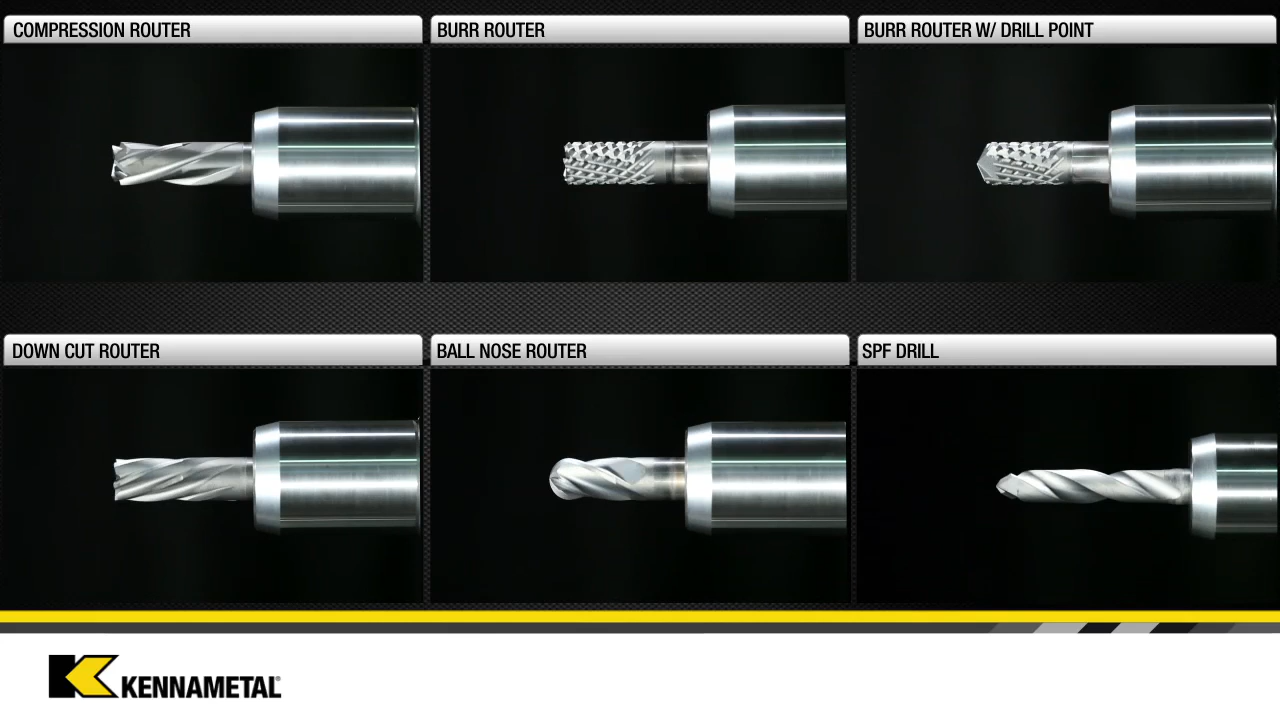 COMPRESSION ROUTER
BURR ROUTER
BURR ROUTER W/ DRILL POINT
DOWN CUT ROUTER
BALL NOSE ROUTER
SPF DRILL
KENNAMETAL®